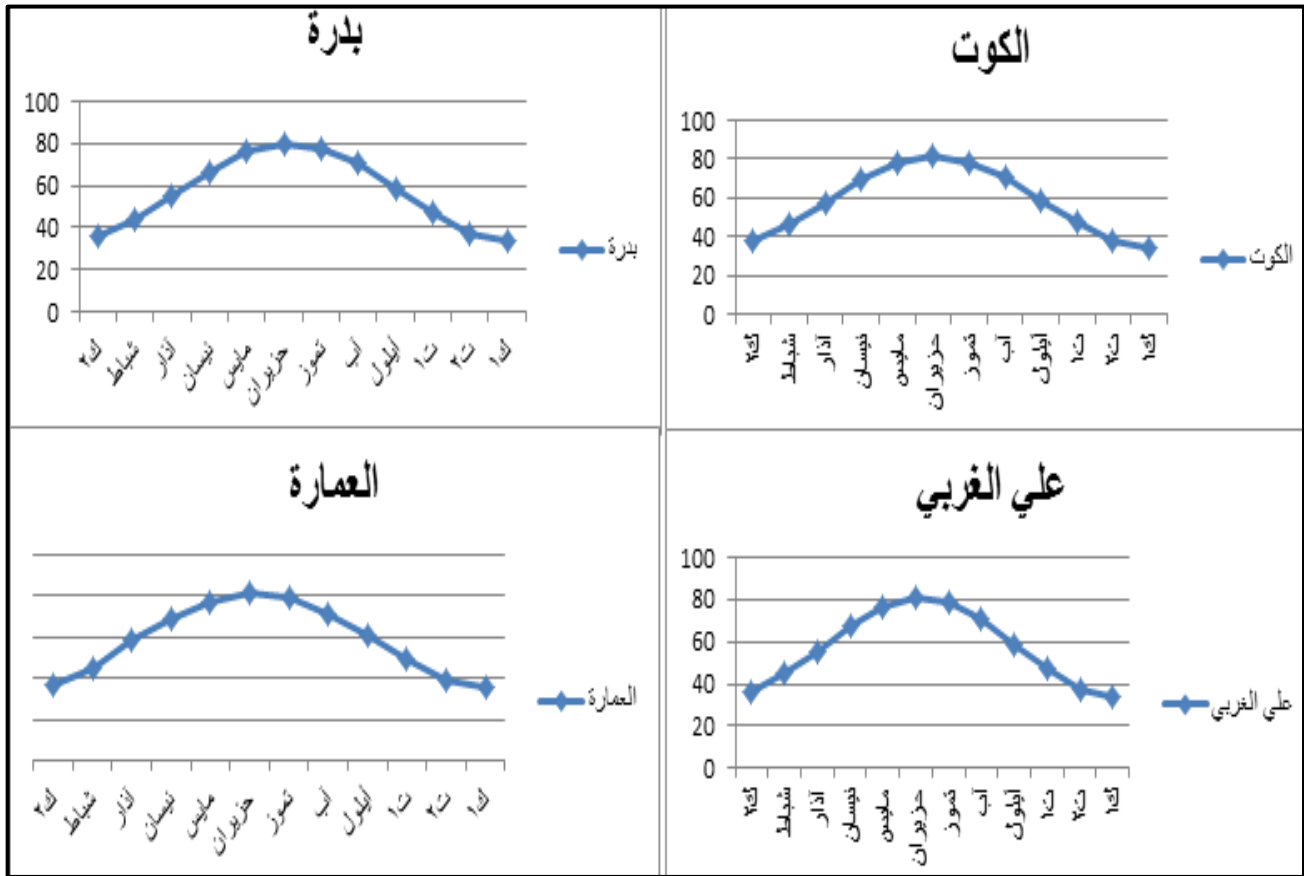 بدرة
100
80
60
40
20
0
ك٢ شباط آذار نيسان مايس حزيران تموز آب أيلول ت١ ت٢ ك١
بدرة
الكوت
100
80
60
40
20
0
ك٢ شباط آذار نيسان مايس حزيران تموز آب أيلول ت١ ت٢ ك١
الكوت
العمارة
ك٢ شباط آذار نيسان مايس حزيران تموز آب أيلول ت١ ت٢ ك١
العمارة
علي الغربي
100
80
60
40
20
0
ك٢ شباط آذار نيسان مايس حزيران تموز آب أيلول ت١ ت٢ ك١
علي الغربي